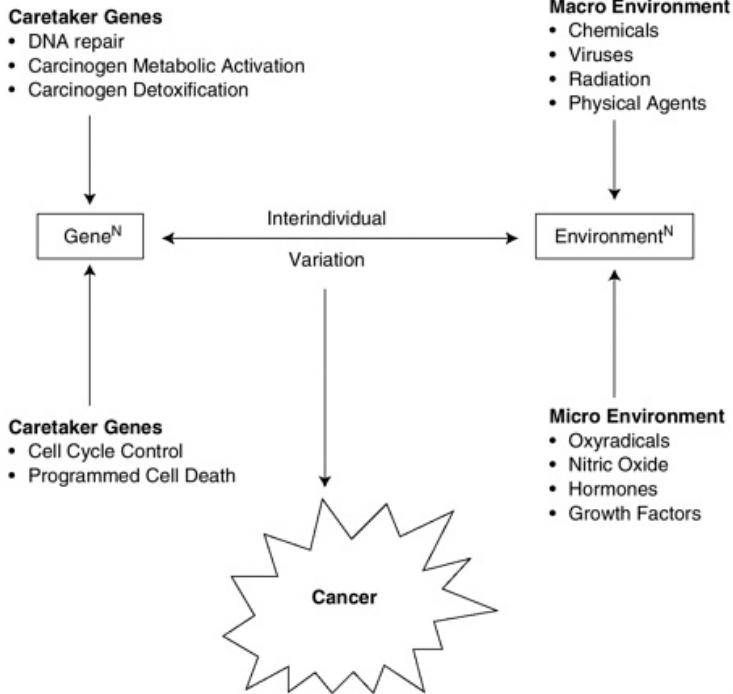 Caretaker Genes
• DNA repair
• Carcinogen Metabolic Activation
• Carcinogen Detoxification
Macro Environment
• Chemicals
• Viruses
• Radiation
• Physical Agents
Gene^N
Interindividual
Variation
Environment^N
Caretaker Genes
• Cell Cycle Control
• Programmed Cell Death
Micro Environment
• Oxyradicals
• Nitric Oxide
• Hormones
• Growth Factors
Cancer